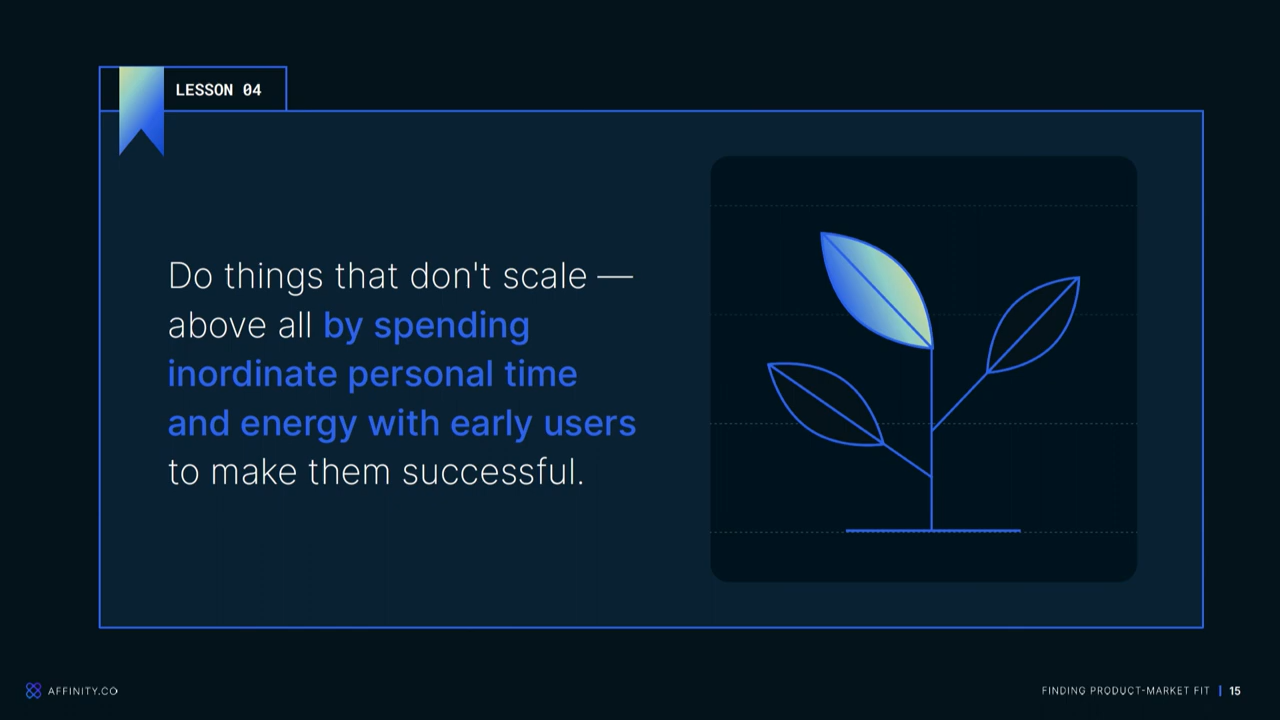 LESSON 04
Do things that don't scale —
above all by spending
inordinate personal time
and energy with early users
to make them successful.
AFFINITY.CO
FINDING PRODUCT-MARKET FIT | 15